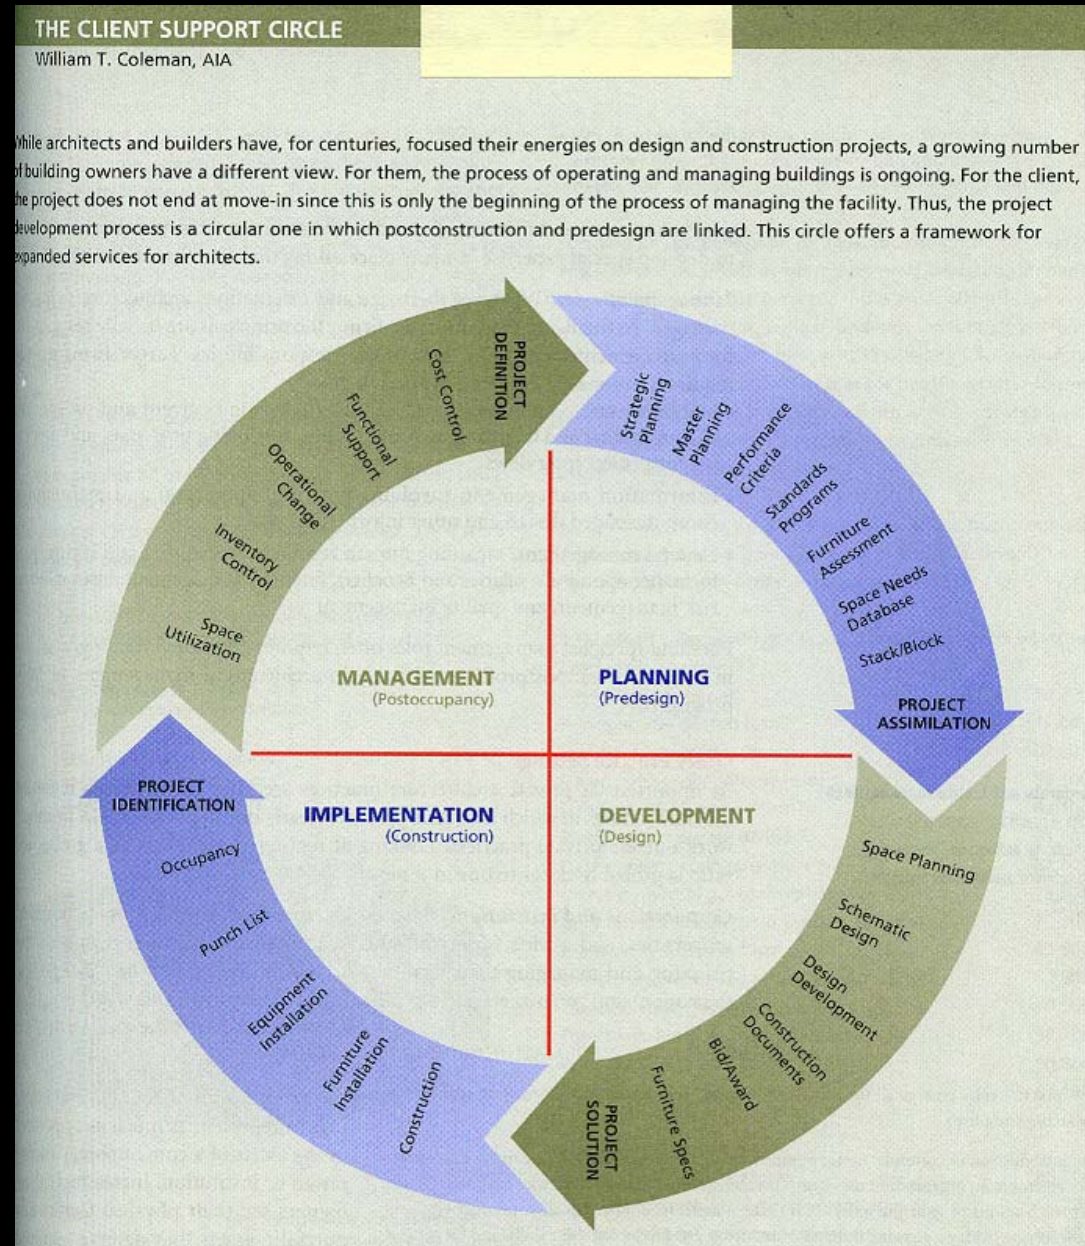 THE CLIENT SUPPORT CIRCLE
William T. Coleman, AIA
While architects and builders have, for centuries, focused their energies on design and construction projects, a growing number
of building owners have a different view. For them, the process of operating and managing buildings is ongoing. For the client,
the project does not end at move-in since this is only the beginning of the process of managing the facility. Thus, the project
development process is a circular one in which postconstruction and predesign are linked. This circle offers a framework for
expanded services for architects.
PLANNING
(Predesign)
Strategic
Planning
Master
Planning
Performance
Criteria
Standards
Programs
Furniture
Assessment
Space Needs
Database
Stack/Block
PROJECT
ASSIMILATION
DEVELOPMENT
(Design)
Space Planning
Schematic
Design
Design
Development
Construction
Documents
Bid/Award
Furniture Specs
PROJECT
SOLUTION
IMPLEMENTATION
(Construction)
Construction
Furniture
Installation
Equipment
Installation
Punch List
Occupancy
PROJECT
IDENTIFICATION
MANAGEMENT
(Postoccupancy)
Space
Utilization
Inventory
Control
Operational
Change
Functional
Support
Cost Control
PROJECT
DEFINITION